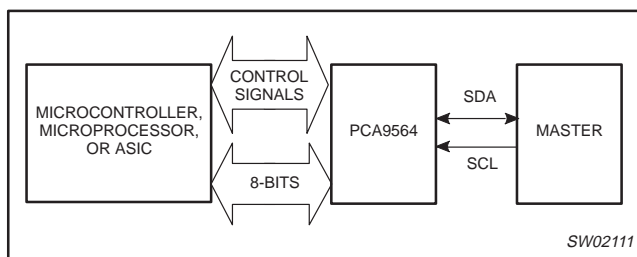 MICROCONTROLLER,
MICROPROCESSOR,
OR ASIC
CONTROL
SIGNALS
8-BITS
PCA9564
SDA
SCL
MASTER
SW02111